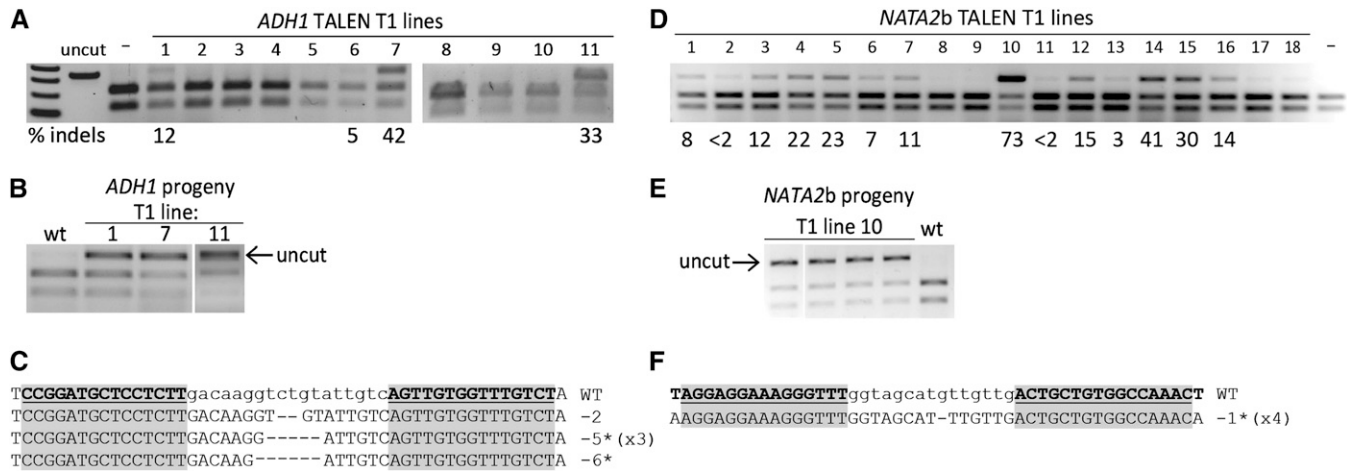 A
ADH1 TALEN T1 lines
uncut – 1 2 3 4 5 6 7 8 9 10 11
% indels 12 5 42 33
B
ADH1 progeny
T1 line:
wt 1 7 11
uncut
C
TCCGGATGCTCCTCTTgacaaggtctgtattgtcAGTTGTGGTTTGTCTA WT
TCCGGATGCTCCTCTTGACAAGGT--GTATTGTCAGTTGTGGTTTGTCTA -2
TCCGGATGCTCCTCTTGACAAGG-----ATTGTCAGTTGTGGTTTGTCTA -5* (x3)
TCCGGATGCTCCTCTTGACAAG------ATTGTCAGTTGTGGTTTGTCTA -6*
D
NATA2b TALEN T1 lines
1 2 3 4 5 6 7 8 9 10 11 12 13 14 15 16 17 18 –
8 <2 12 22 23 7 11 73 <2 15 3 41 30 14
E
NATA2b progeny
T1 line 10 wt
uncut
F
TAGGAGGAAAGGGTTTggtagcatgttgttgACTGCTGTGGCCAAACT WT
AAGGAGGAAAGGGTTTGGTAGCAT-TTGTTGACTGCTGTGGCCAAACA -1* (x4)